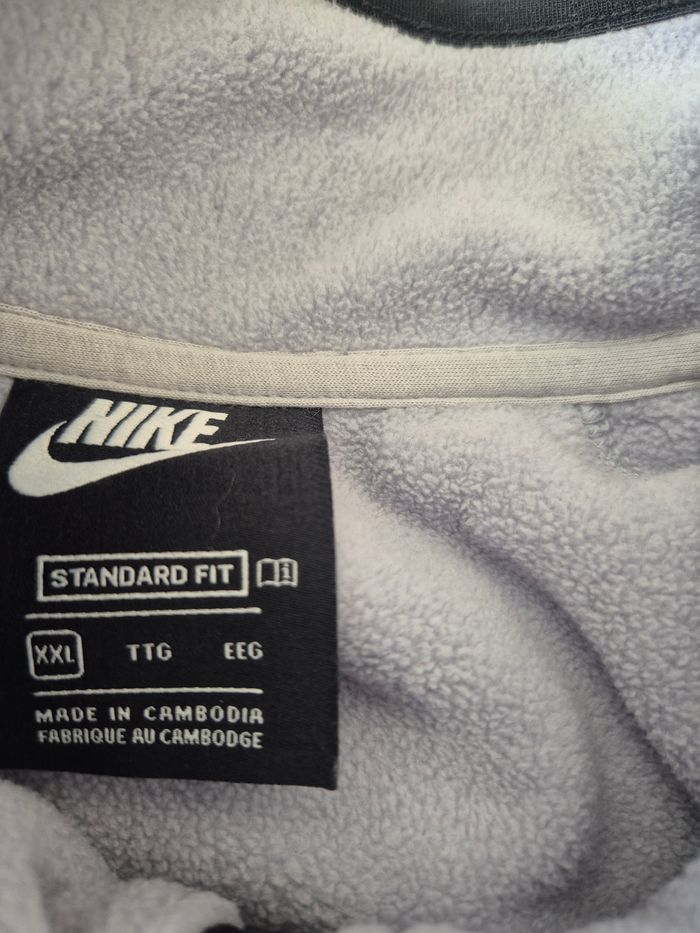 NIKE
STANDARD FIT
XXL TTG EEG
MADE IN CAMBODIA
FABRIQUE AU CAMBODGE